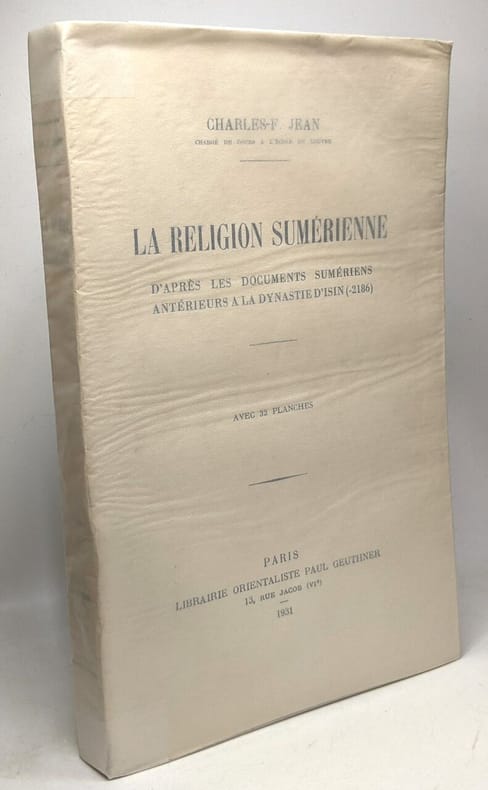 CHARLES-F. JEAN
CHARGÉ DE COURS A L'ÉCOLE DU LOUVRE
LA RELIGION SUMÉRIENNE
D'APRÈS LES DOCUMENTS SUMÉRIENS
ANTÉRIEURS A LA DYNASTIE D'ISIN (-2186)
AVEC 32 PLANCHES
PARIS
LIBRAIRIE ORIENTALISTE PAUL GEUTHNER
13, RUE JACOB (VIᵉ)
1931